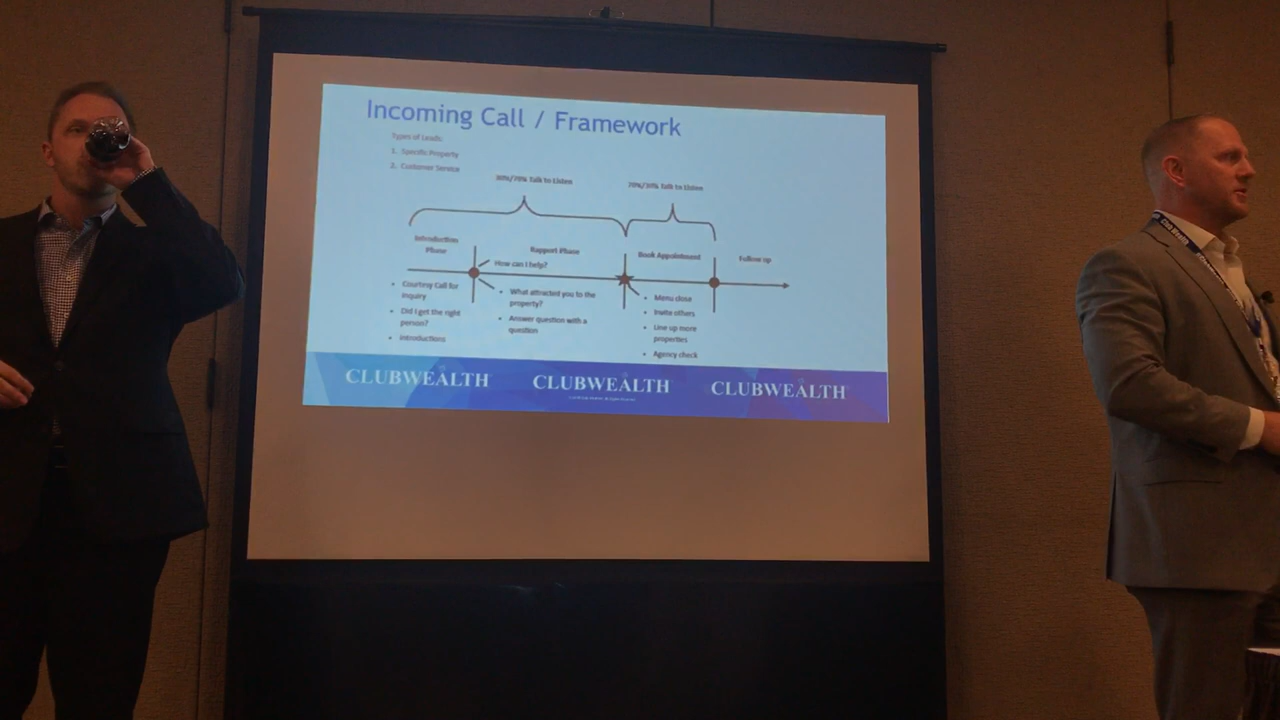 Incoming Call / Framework
Types of Leads:
1. Specific Property
2. Customer Service
30%/70% Talk to Listen
70%/30% Talk to Listen
Introduction
Phase
Rapport Phase
Book Appointment
Follow up
How can I help?
• Courtesy Call for
inquiry
• Did I get the right
person?
• Introductions
• What attracted you to the
property?
• Answer question with a
question
• Menu close
• Invite others
• Line up more
properties
• Agency check
CLUBWEALTH
CLUBWEALTH
CLUBWEALTH